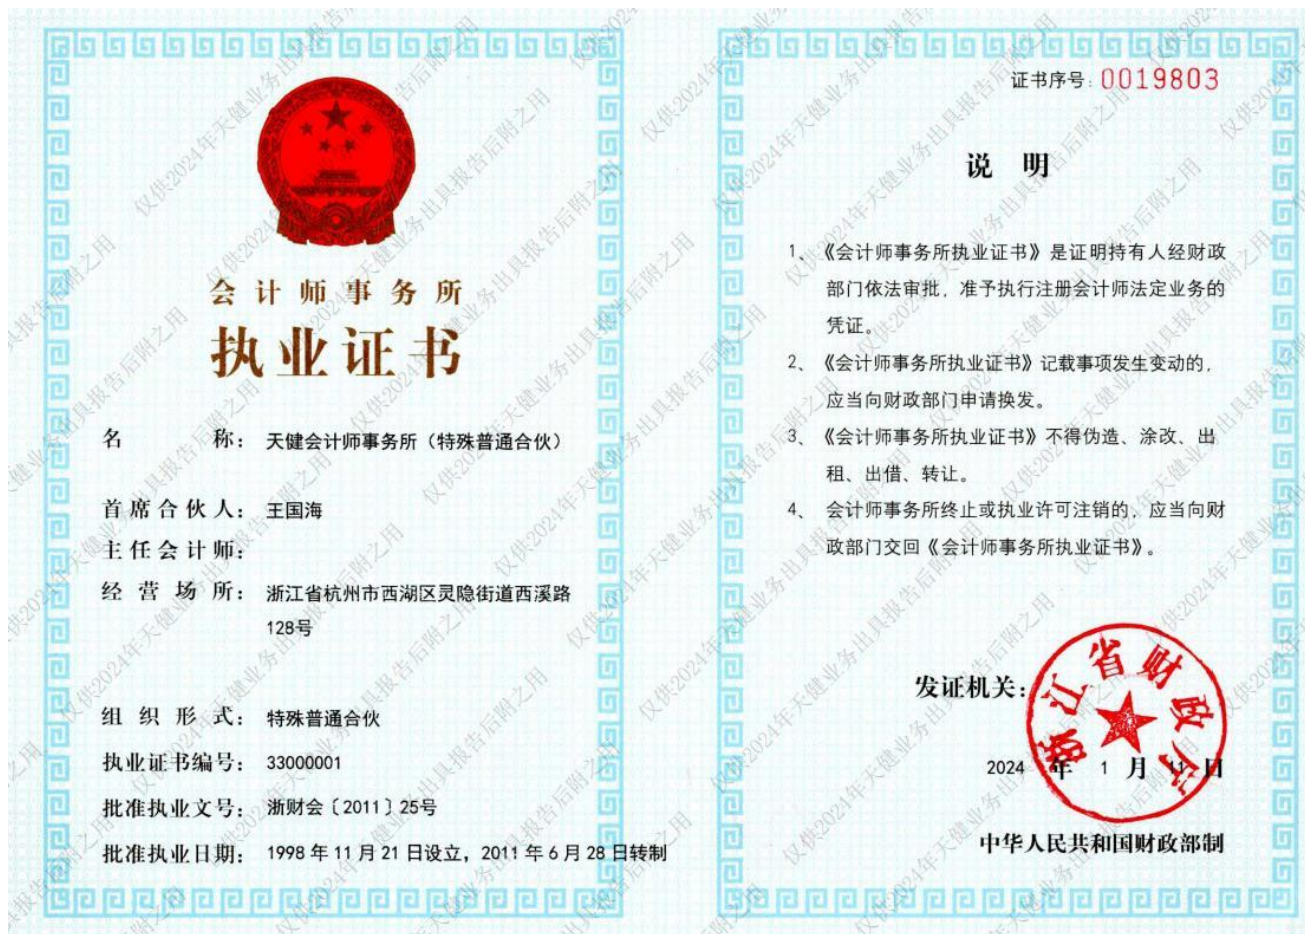 会计师事务所
执业证书
名称：天健会计师事务所（特殊普通合伙）
首席合伙人：王国海
主任会计师：
经营场所：浙江省杭州市西湖区灵隐街道西溪路
128号
组织形式：特殊普通合伙
执业证书编号：33000001
批准执业文号：浙财会〔2011〕25号
批准执业日期：1998年11月21日设立，2011年6月28日转制
证书序号：0019803
说明
1、《会计师事务所执业证书》是证明持有人经财政
部门依法审批，准予执行注册会计师法定业务的
凭证。
2、《会计师事务所执业证书》记载事项发生变动的，
应当向财政部门申请换发。
3、《会计师事务所执业证书》不得伪造、涂改、出
租、出借、转让。
4、会计师事务所终止或执业许可注销的，应当向财
政部门交回《会计师事务所执业证书》。
发证机关：
浙江省财政厅
2024年1月11日
中华人民共和国财政部制
仅供2024年天健业务出具报告后附之用